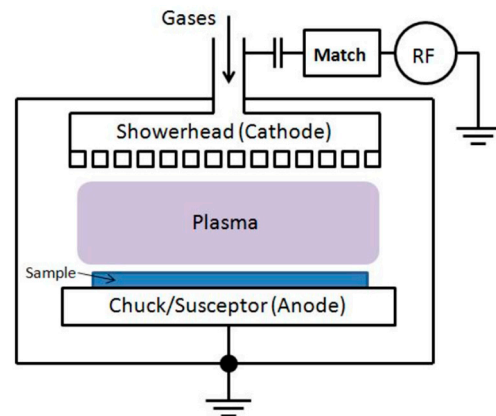 Gases
Match
RF
Showerhead (Cathode)
Plasma
Sample
Chuck/Susceptor (Anode)